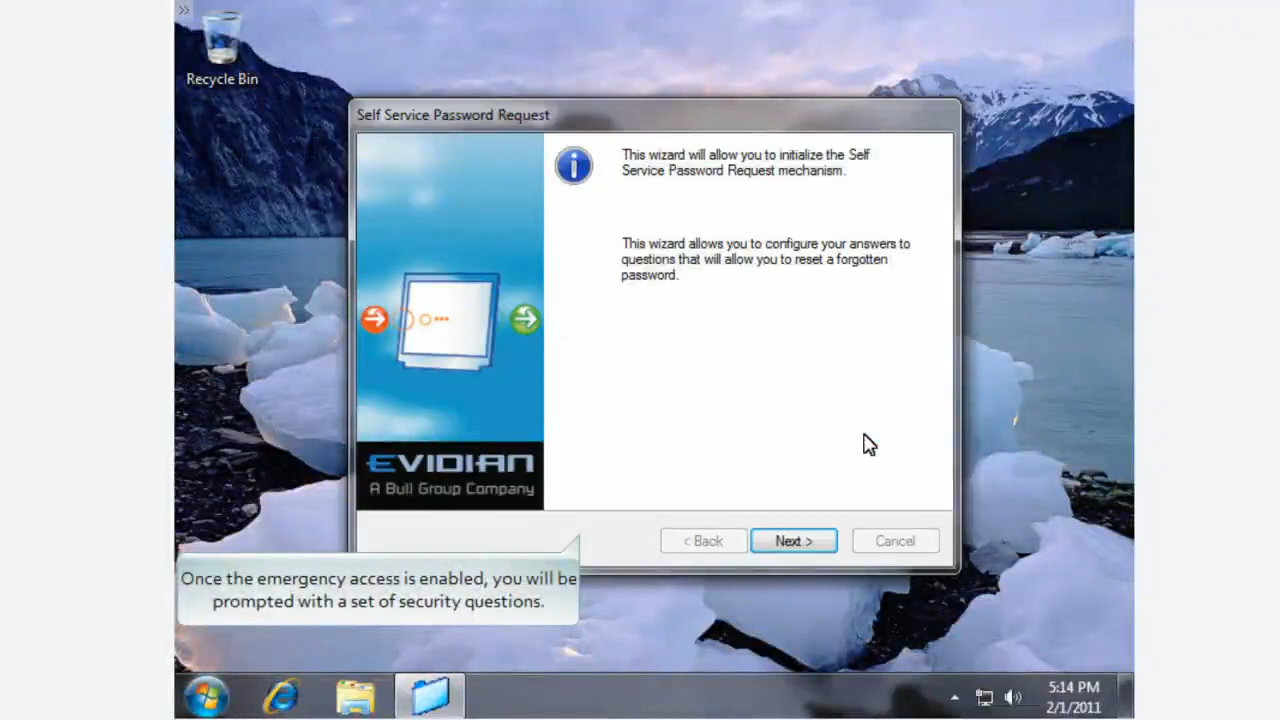 Recycle Bin
Self Service Password Request
This wizard will allow you to initialize the Self
Service Password Request mechanism.
This wizard allows you to configure your answers to
questions that will allow you to reset a forgotten
password.
EVIDIAN
A Bull Group Company
< Back
Next >
Cancel
Once the emergency access is enabled, you will be
prompted with a set of security questions.
5:14 PM
2/1/2011